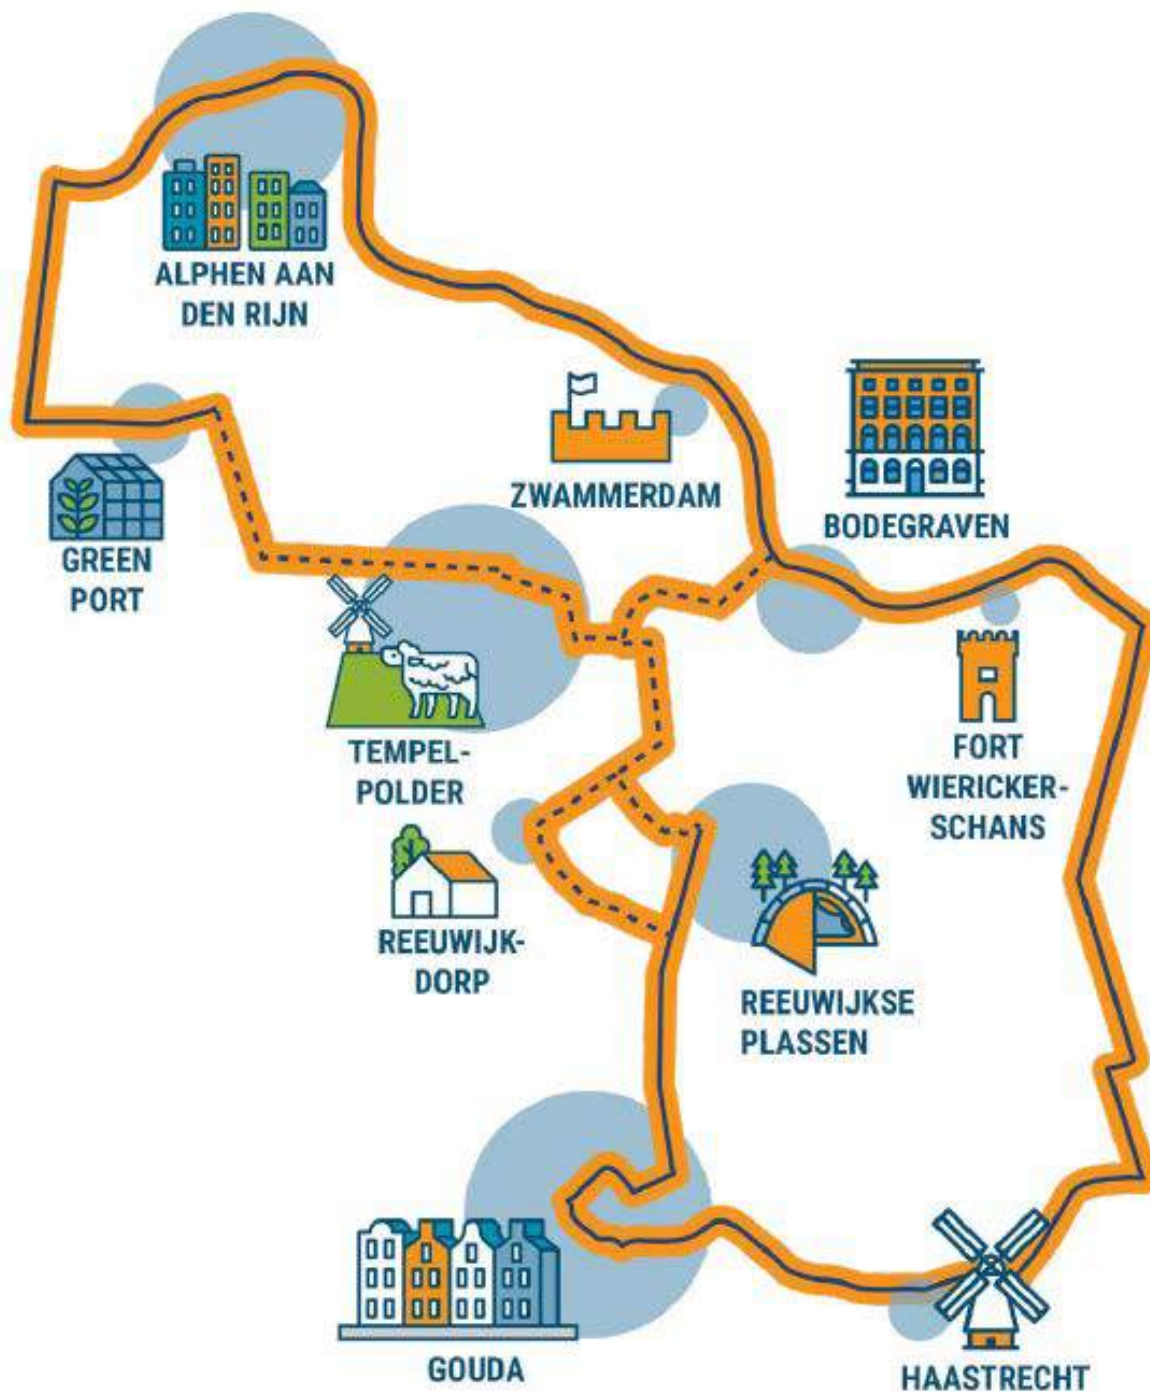 ALPHEN AAN
DEN RIJN
ZWAMMERDAM
BODEGRAVEN
GREEN
PORT
TEMPEL-
POLDER
FORT
WIERICKER-
SCHANS
REEUWIJK-
DORP
REEUWIJKSE
PLASSEN
GOUDA
HAASTRECHT